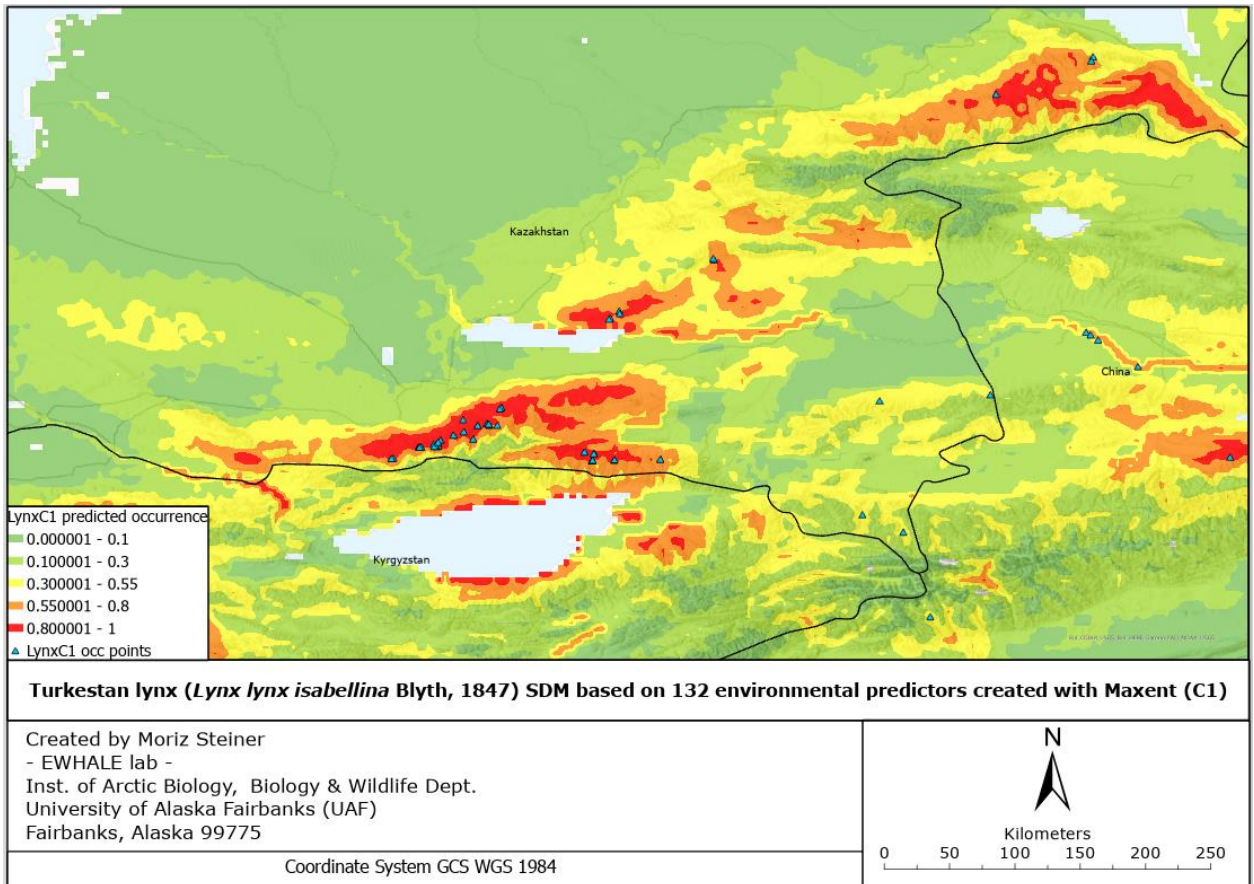 Kazakhstan
China
Kyrgyzstan
LynxC1 predicted occurrence
0.000001 - 0.1
0.100001 - 0.3
0.300001 - 0.55
0.550001 - 0.8
0.800001 - 1
LynxC1 occ points
Turkestan lynx (Lynx lynx isabellina Blyth, 1847) SDM based on 132 environmental predictors created with Maxent (C1)
Created by Moriz Steiner
- EWHALE lab -
Inst. of Arctic Biology, Biology & Wildlife Dept.
University of Alaska Fairbanks (UAF)
Fairbanks, Alaska 99775
Coordinate System GCS WGS 1984
N
Kilometers
0 50 100 150 200 250